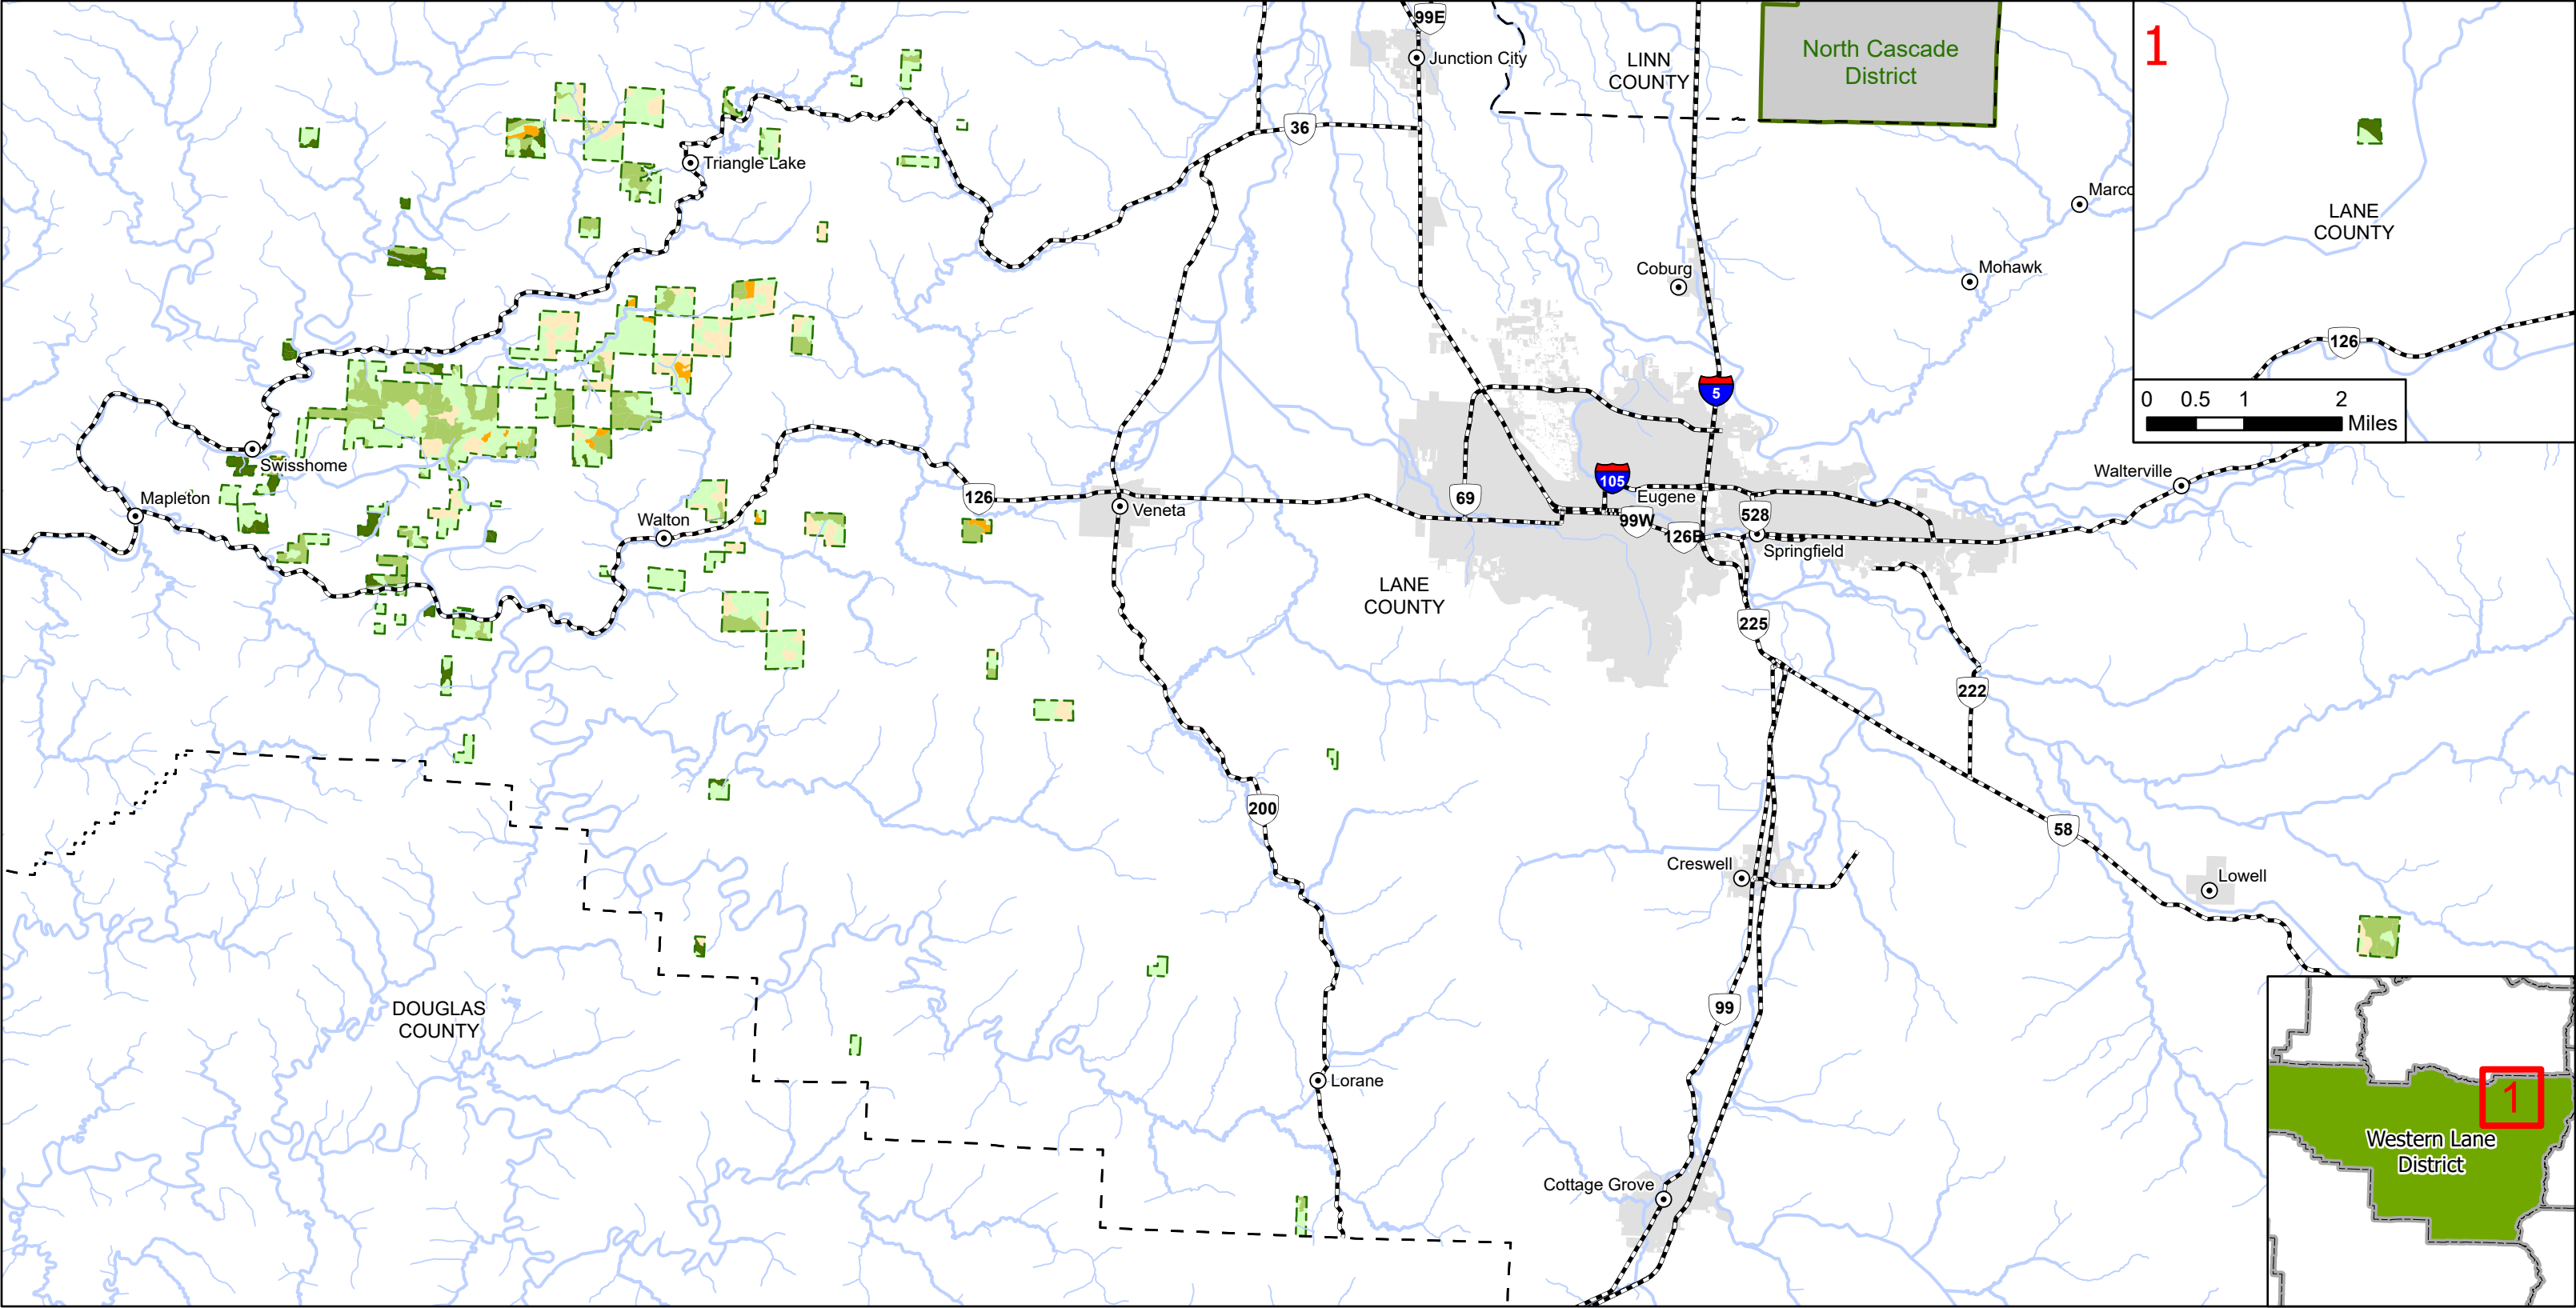 99E
Junction City
LINN
COUNTY
North Cascade
District
1
36
Triangle Lake
Marco
LANE
COUNTY
Coburg
Mohawk
126
0 0.5 1 2
Miles
5
Swisshome
Walterville
105
Mapleton
126
69
Eugene
Veneta
Walton
99W
528
126B
Springfield
LANE
COUNTY
225
222
200
58
Creswell
Lowell
DOUGLAS
COUNTY
99
Lorane
1
Western Lane
District
Cottage Grove